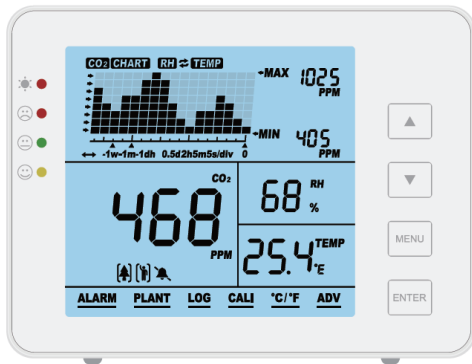 CO2 CHART RH ⇄ TEMP
MAX 1025 PPM
MIN 405 PPM
↔ -1w-1m-1dh 0.5d2h5m5s/div 0
468 CO2 PPM
68 RH %
25.4 TEMP °E
ALARM PLANT LOG CALI °C/°F ADV
MENU
ENTER